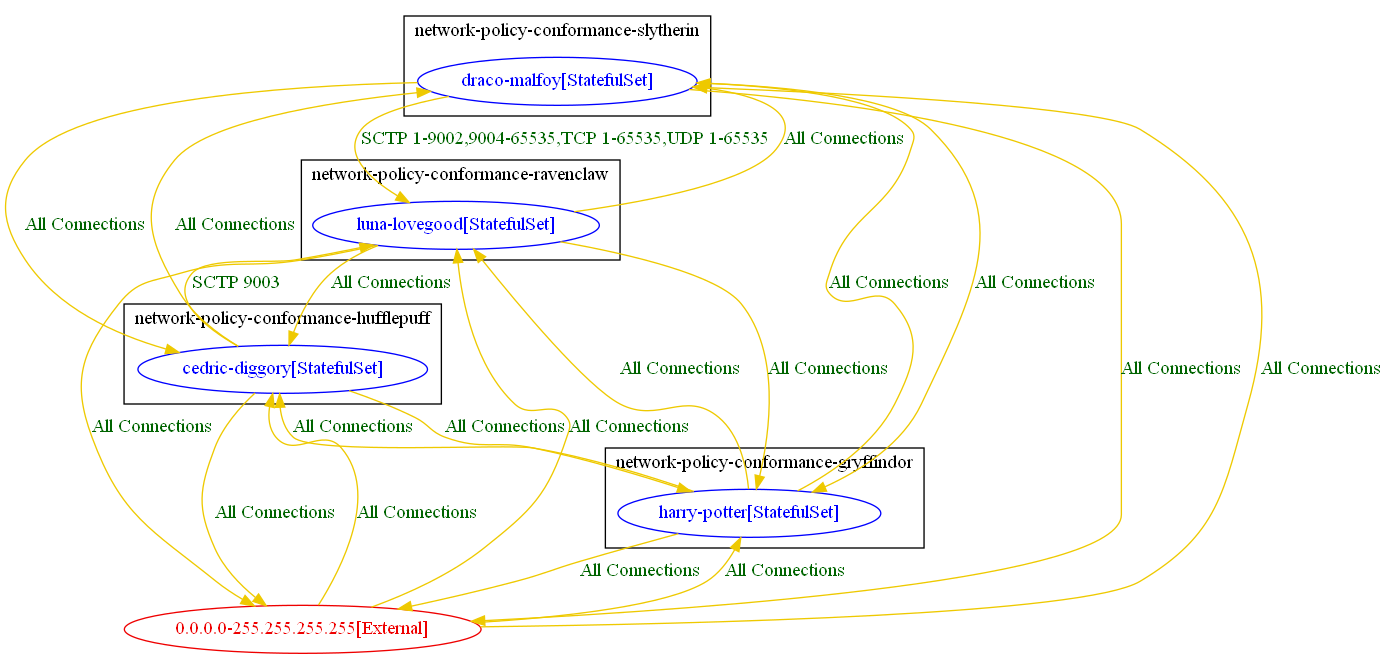 network-policy-conformance-slytherin
draco-malfoy[StatefulSet]
SCTP 1-9002,9004-65535,TCP 1-65535,UDP 1-65535
All Connections
network-policy-conformance-ravenclaw
luna-lovegood[StatefulSet]
All Connections
All Connections
SCTP 9003
All Connections
All Connections
All Connections
network-policy-conformance-hufflepuff
cedric-diggory[StatefulSet]
All Connections
All Connections
All Connections
All Connections
All Connections
All Connections
All Connections
All Connections
network-policy-conformance-gryffindor
harry-potter[StatefulSet]
All Connections
All Connections
All Connections
All Connections
0.0.0.0-255.255.255.255[External]